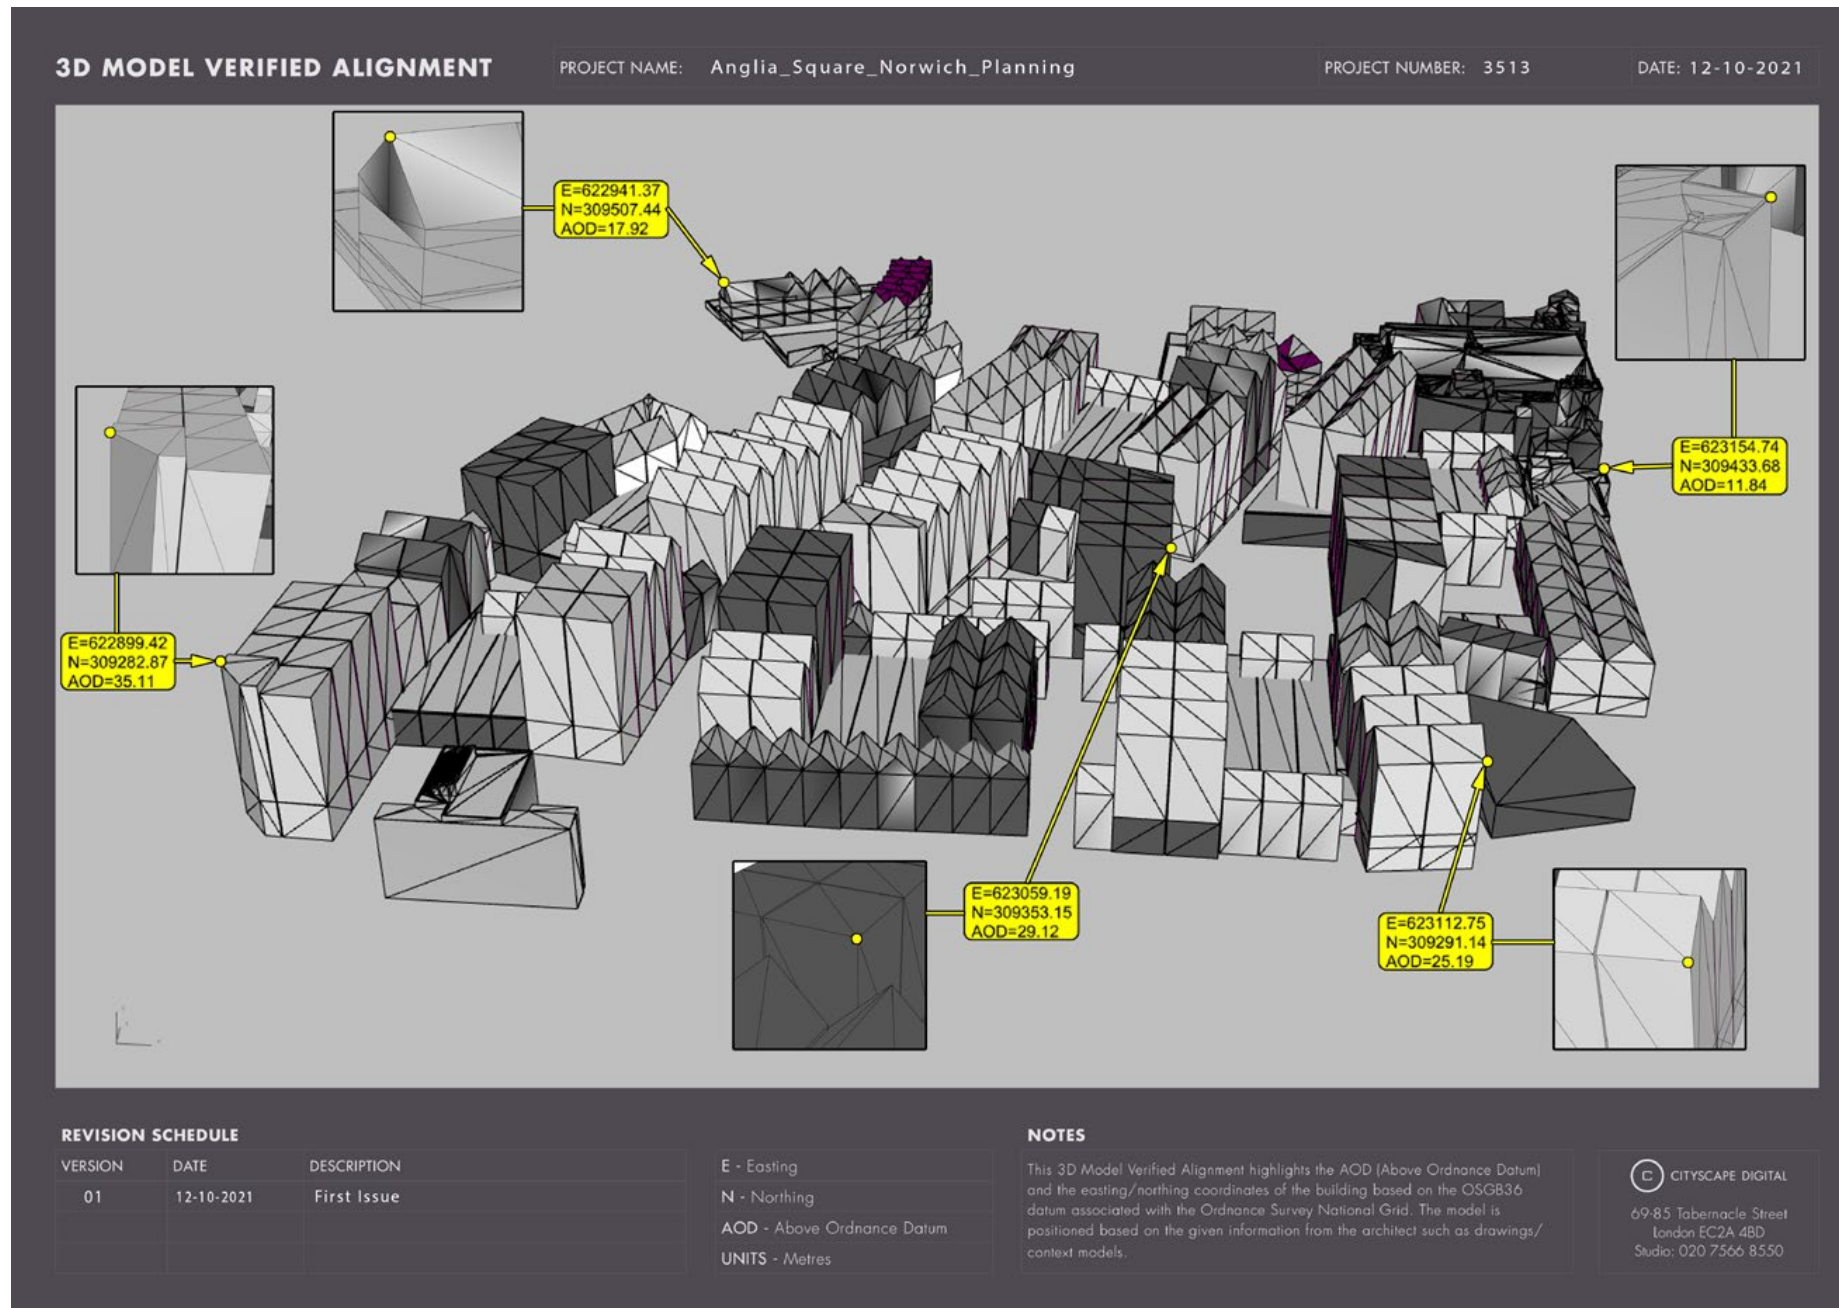 3D MODEL VERIFIED ALIGNMENT
PROJECT NAME: Anglia_Square_Norwich_Planning
PROJECT NUMBER: 3513
DATE: 12-10-2021
E=622941.37
N=309507.44
AOD=17.92
E=623154.74
N=309433.68
AOD=11.84
E=622899.42
N=309282.87
AOD=35.11
E=623059.19
N=309353.15
AOD=29.12
E=623112.75
N=309291.14
AOD=25.19
REVISION SCHEDULE
VERSION DATE DESCRIPTION
01 12-10-2021 First Issue
E - Easting
N - Northing
AOD - Above Ordnance Datum
UNITS - Metres
NOTES
This 3D Model Verified Alignment highlights the AOD (Above Ordnance Datum)
and the easting/northing coordinates of the building based on the OSGB36
datum associated with the Ordnance Survey National Grid. The model is
positioned based on the given information from the architect such as drawings/
context models.
C CITYSCAPE DIGITAL
69-85 Tabernacle Street
London EC2A 4BD
Studio: 020 7566 8550